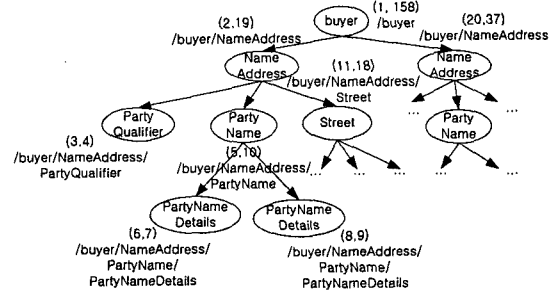 (2,19)
buyer
(1, 158)
(20,37)
/buyer/NameAddress
/buyer
/buyer/NameAddress
Name
Address
(11,18)
/buyer/NameAddress/
Street
Name
Address
Party
Qualifier
Party
Name
Street
...
Party
Name
...
(3,4)
/buyer/NameAddress/
PartyQualifier
(5,10)
/buyer/NameAddress/
PartyName
...
...
...
...
...
PartyName
Details
PartyName
Details
(6,7)
/buyer/NameAddress/
PartyName/
PartyNameDetails
(8,9)
/buyer/NameAddress/
PartyName/
PartyNameDetails